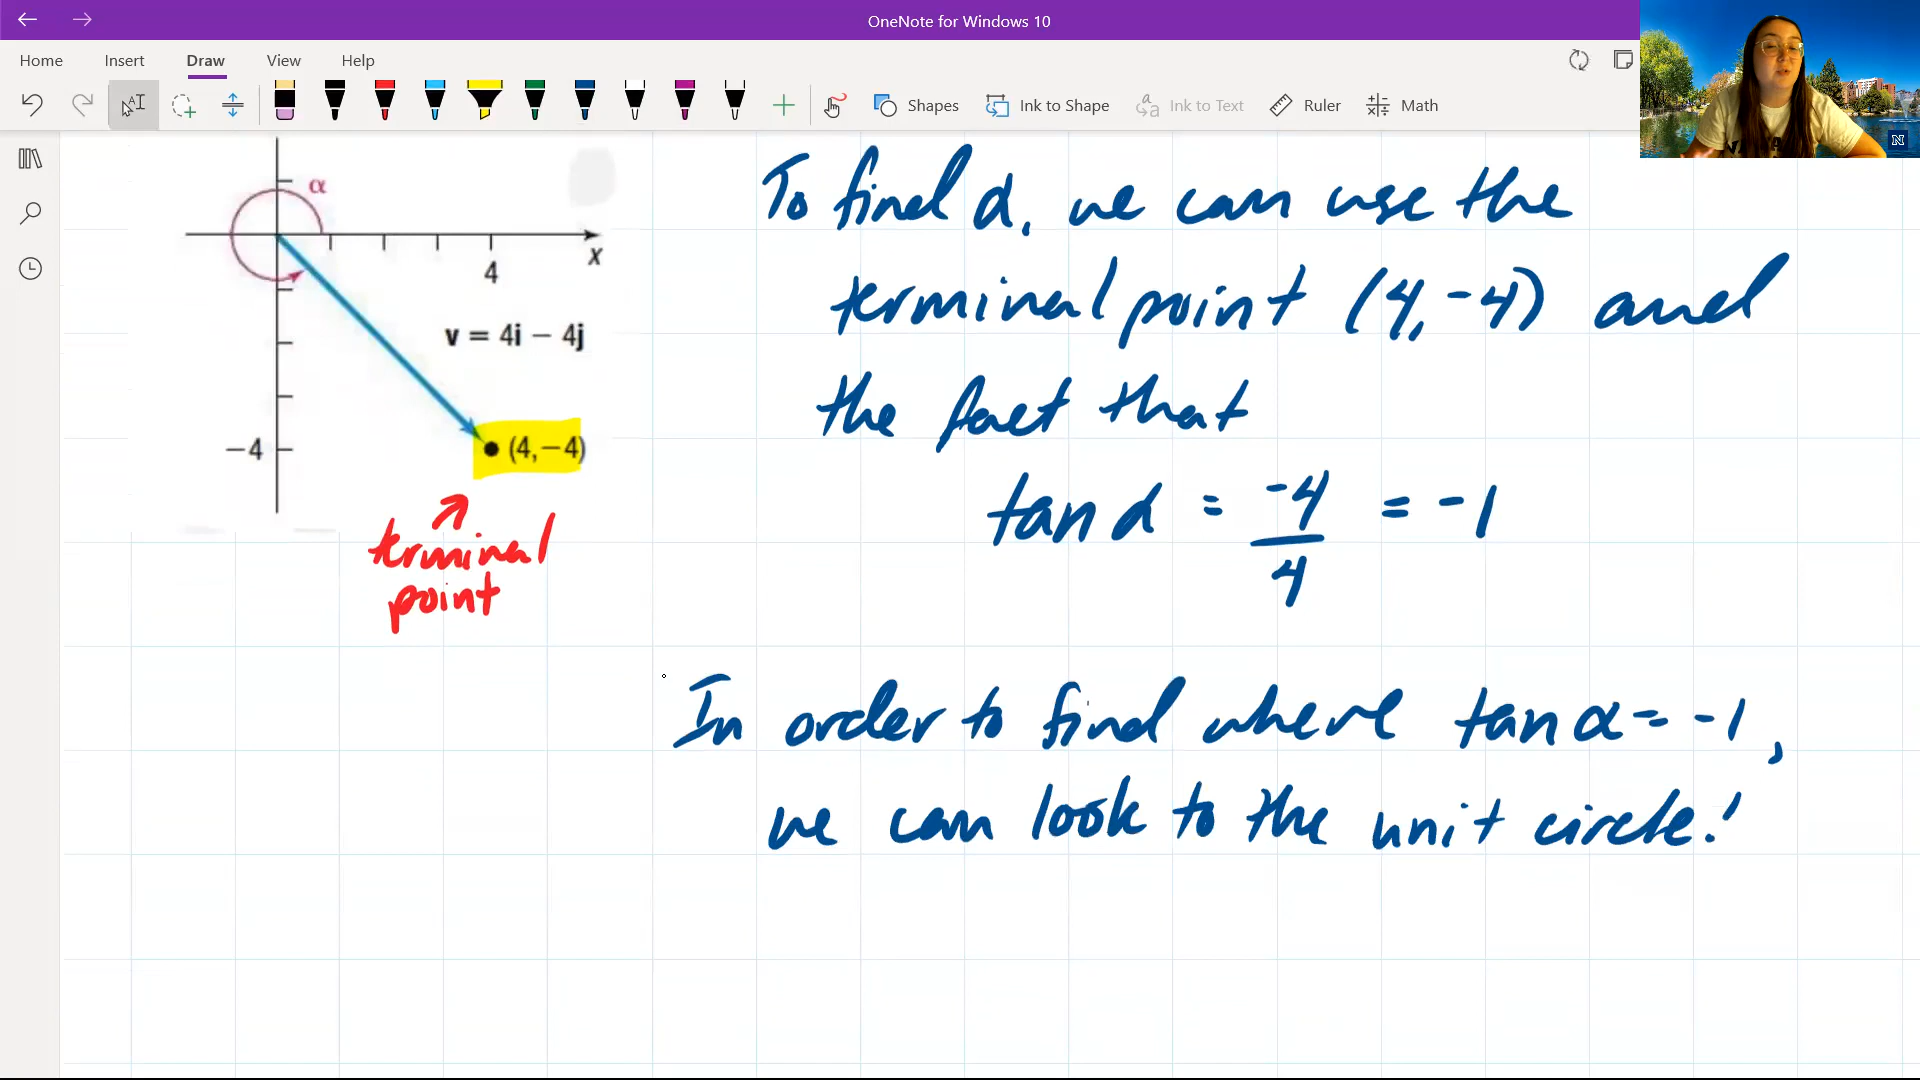 OneNote for Windows 10
Home Insert Draw View Help
Shapes Ink to Shape Ink to Text Ruler Math
α
x
4
v = 4i − 4j
−4
(4,−4)
terminal
point
To find α, we can use the
terminal point (4,-4) and
the fact that
tan α = -4/4 = -1
In order to find where tan α = -1,
we can look to the unit circle!
N